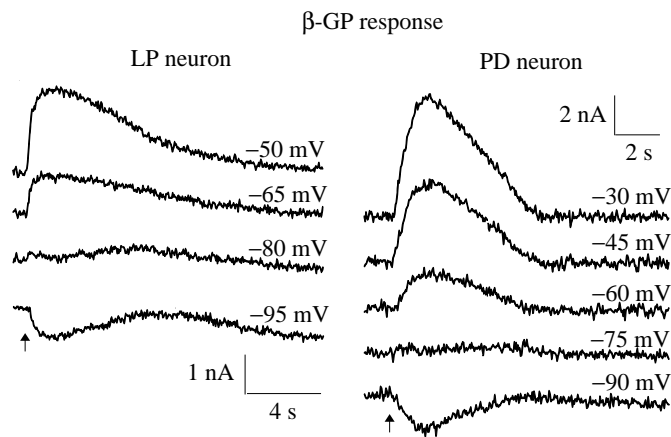 β-GP response
LP neuron
−50 mV
−65 mV
−80 mV
−95 mV
1 nA
4 s
PD neuron
2 nA
2 s
−30 mV
−45 mV
−60 mV
−75 mV
−90 mV